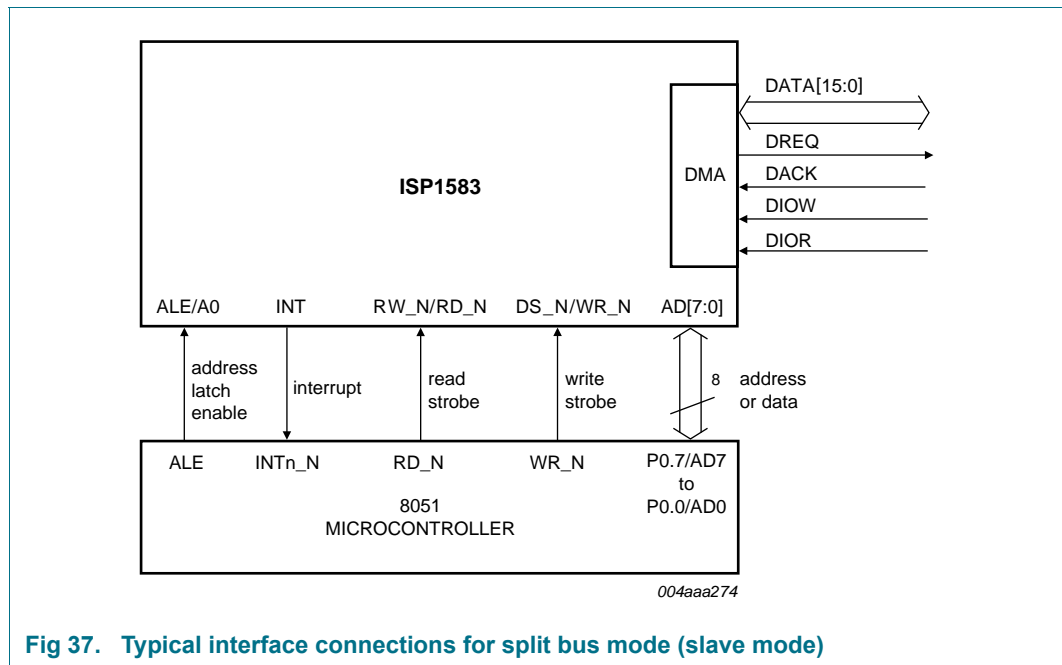 DATA[15:0]
DREQ
DMA
DACK
ISP1583
DIOW
DIOR
ALE/A0 INT RW_N/RD_N DS_N/WR_N AD[7:0]
address
latch
enable
interrupt
read
strobe
write
strobe
8
address
or data
ALE INTn_N RD_N WR_N P0.7/AD7
to
P0.0/AD0
8051
MICROCONTROLLER
004aaa274
Fig 37. Typical interface connections for split bus mode (slave mode)